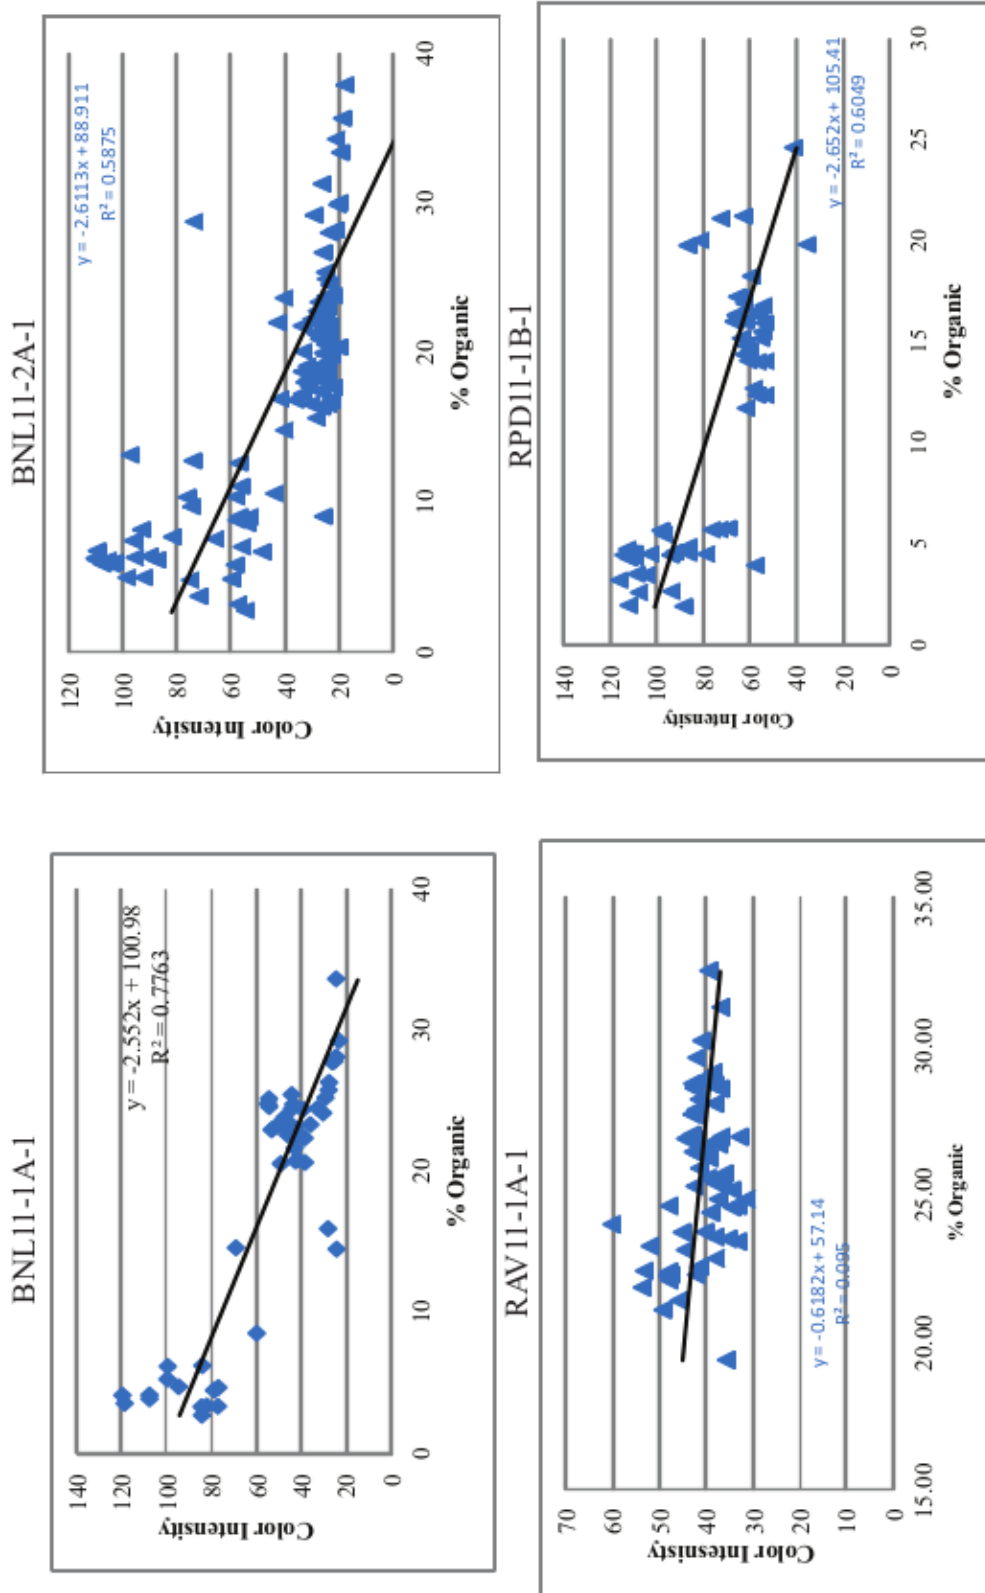 BNL11-1A-1
y = -2.552x + 100.98
R² = 0.7763
140
120
100
80
60
40
20
0
Color Intensity
0
10
20
30
40
% Organic
BNL11-2A-1
y = -2.6113x + 88.911
R² = 0.5875
120
100
80
60
40
20
0
Color Intensity
0
10
20
30
40
% Organic
RAV11-1A-1
70
60
50
40
30
20
10
0
Color Intesnisty
y = -0.6182x + 57.14
R² = 0.095
15.00
20.00
25.00
30.00
35.00
% Organic
RPD11-1B-1
140
120
100
80
60
40
20
0
Color Intensity
y = -2.652x + 105.41
R² = 0.6049
0
5
10
15
20
25
30
% Organic